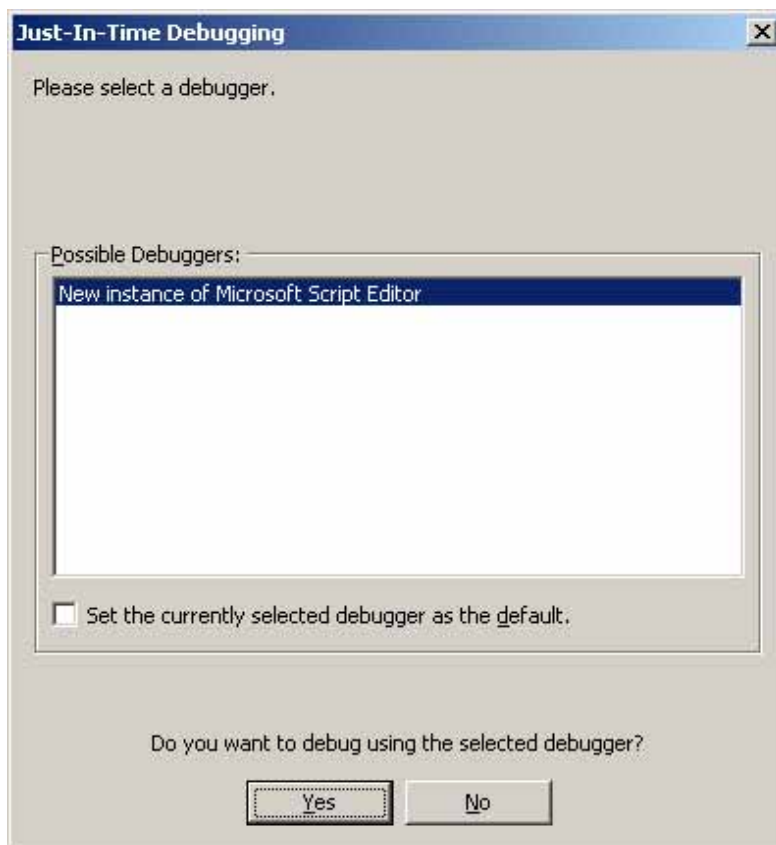 Just-In-Time Debugging
Please select a debugger.
Possible Debuggers:
New instance of Microsoft Script Editor
Set the currently selected debugger as the default.
Do you want to debug using the selected debugger?
Yes
No